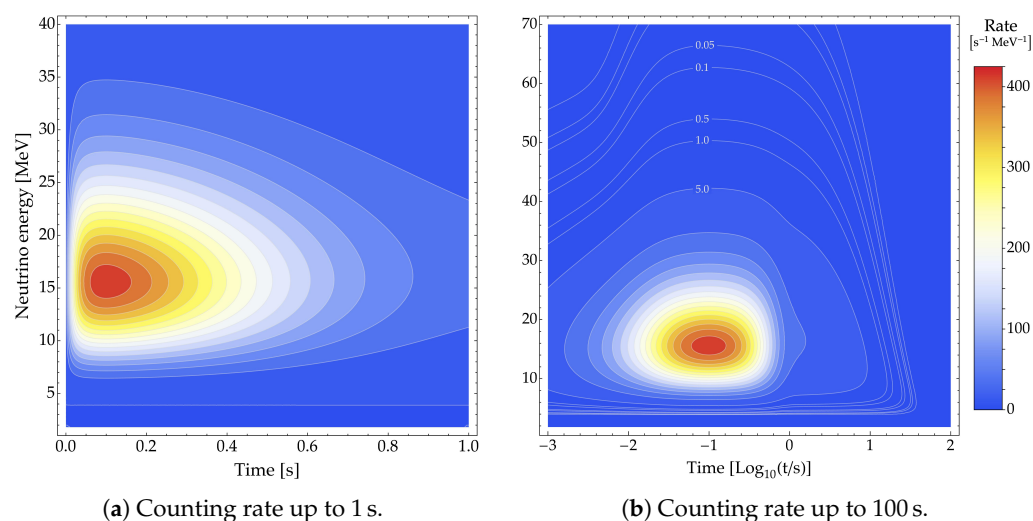 40
35
30
25
20
15
10
5
0.0 0.2 0.4 0.6 0.8 1.0
Neutrino energy [MeV]
Time [s]
(a) Counting rate up to 1 s.
70
60
50
40
30
20
10
-3 -2 -1 0 1 2
0.05
0.1
0.5
1.0
5.0
Time [Log₁₀(t/s)]
(b) Counting rate up to 100 s.
Rate
[s⁻¹ MeV⁻¹]
400
300
200
100
0